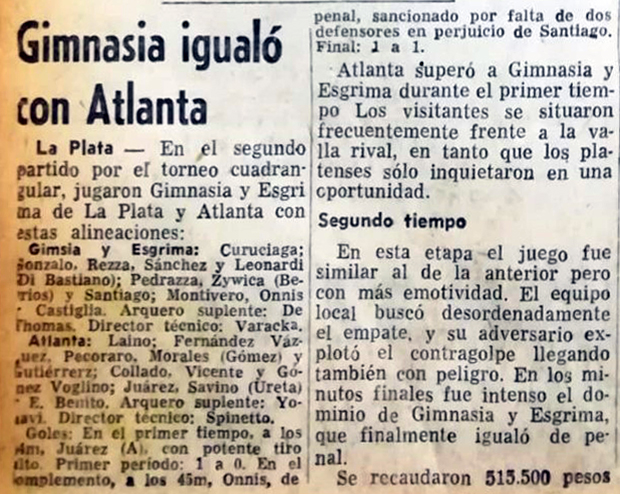 Gimnasia igualó
con Atlanta
La Plata — En el segundo
partido por el torneo cuadran-
gular, jugaron Gimnasia y Esgri
ma de La Plata y Atlanta con
estas alineaciones:
Gimsia y Esgrima: Curuciaga;
Gonzalo, Rezza, Sánchez y Leonardi
Di Bastiano); Pedrazza, Zywica (Be-
rríos) y Santiago; Montivero, Onnis
- Castiglia. Arquero suplente: De
Thomas. Director técnico: Varacka.
Atlanta: Laino; Fernández Váz-
quez, Pecoraro, Morales (Gómez) y
Gutiérrerz; Collado, Vicente y Gó-
nez Voglino; Juárez, Savino (Ureta)
- E. Benito. Arquero suplente: Yo-
Director técnico; Spinetto.
Goles: En el primer tiempo, a los
4m, Juárez (A), con potente tiro
Primer período: 1 a 0. En el
omplemento, a los 45m, Onnis, de
penal, sancionado por falta de dos
defensores en perjuicio de Santiago.
Final: 1 a 1.
Atlanta superó a Gimnasia y
Esgrima durante el primer tiem-
po Los visitantes se situaron
frecuentemente frente a la va-
lla rival, en tanto que los pla-
tenses sólo inquietaron en una
oportunidad.
Segundo tiempo
En esta etapa el juego fue
similar al de la anterior pero
con más emotividad. El equipo
local buscó desordenadamente
el empate, y su adversario ex-
plotó el contragolpe llegando
también con peligro. En los mi-
nutos finales fue intenso el do-
minio de Gimnasia y Esgrima,
que finalmente igualó de pe-
nal.
Se recaudaron 515.500 pesos